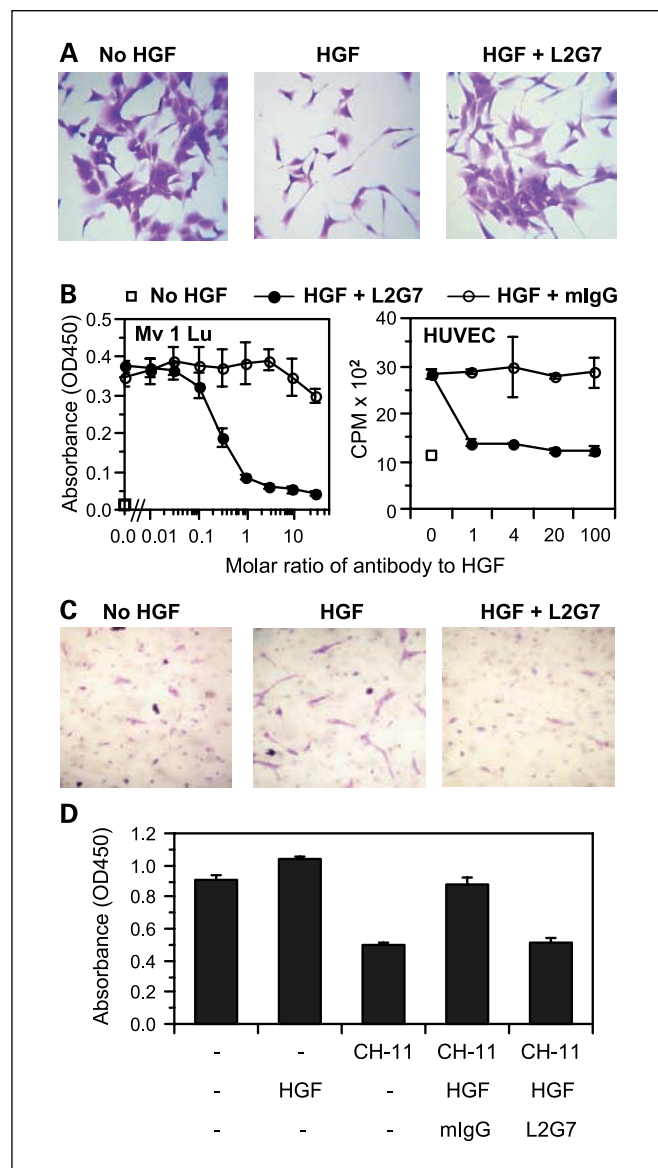 A No HGF HGF HGF + L2G7
B No HGF HGF + L2G7 HGF + mIgG
Mv 1 Lu
Absorbance (OD450)
0.5
0.4
0.3
0.2
0.1
0.0
0.0 0.01 0.1 1 10
HUVEC
CPM x 10²
40
30
20
10
0
0 1 4 20 100
Molar ratio of antibody to HGF
C No HGF HGF HGF + L2G7
D
Absorbance (OD450)
1.2
1.0
0.8
0.6
0.4
0.2
0.0
- - CH-11 CH-11 CH-11
- HGF - HGF HGF
- - - mIgG L2G7